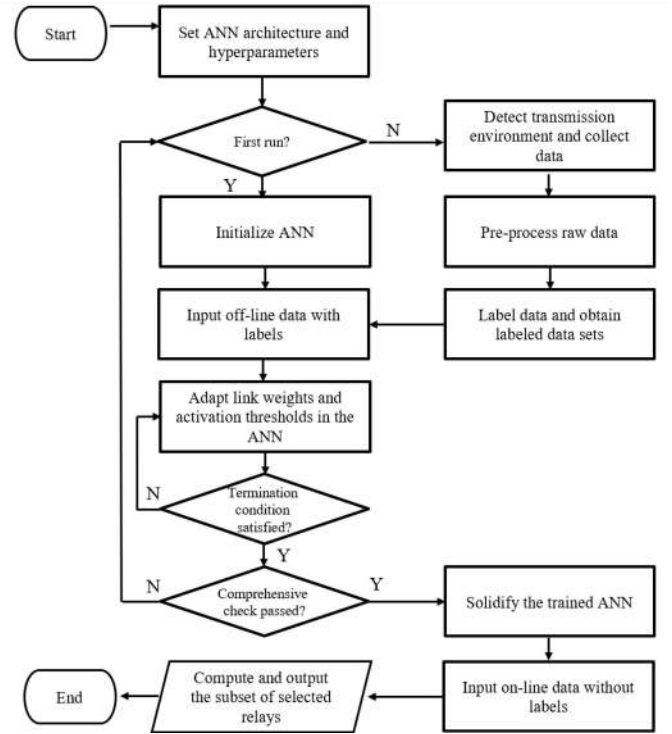 Start
Set ANN architecture and
hyperparameters
First run?
N
Detect transmission
environment and collect
data
Y
Initialize ANN
Pre-process raw data
Input off-line data with
labels
Label data and obtain
labeled data sets
Adapt link weights and
activation thresholds in the
ANN
N
Termination
condition
satisfied?
Y
N
Comprehensive
check passed?
Y
Solidify the trained ANN
End
Compute and output
the subset of selected
relays
Input on-line data without
labels